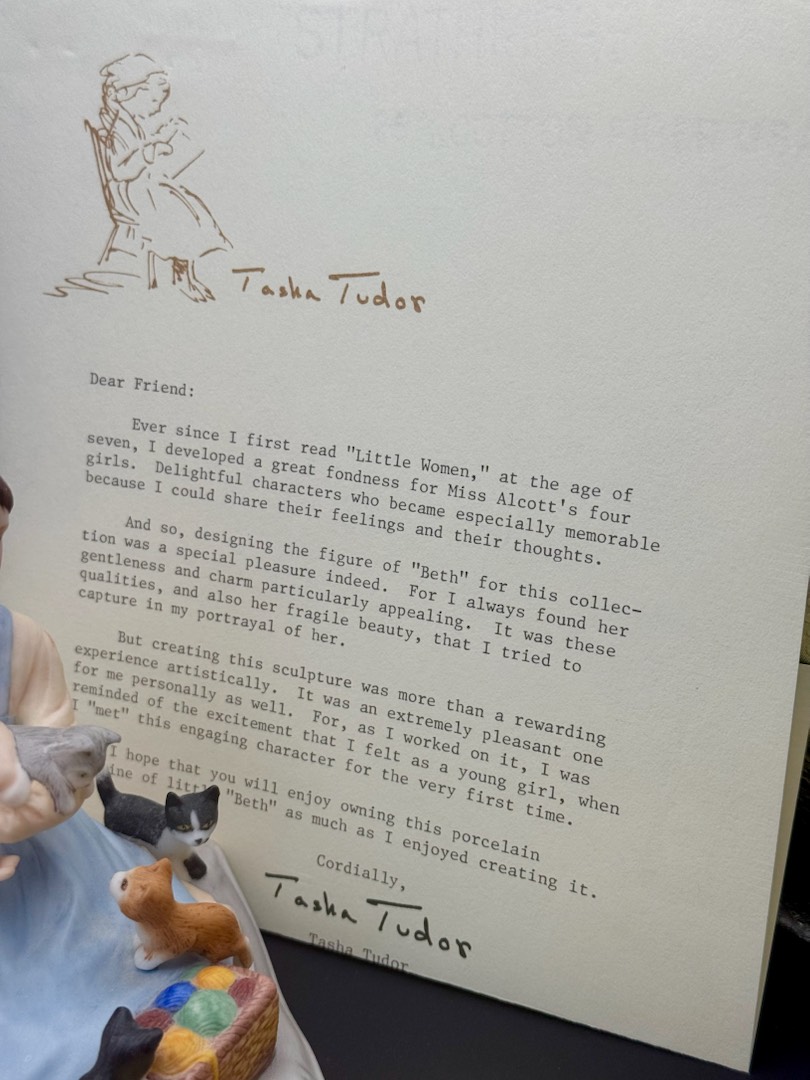 Tasha Tudor
Dear Friend:
Ever since I first read "Little Women," at the age of
seven, I developed a great fondness for Miss Alcott's four
girls. Delightful characters who became especially memorable
because I could share their feelings and their thoughts.
And so, designing the figure of "Beth" for this collec-
tion was a special pleasure indeed. For I always found her
gentleness and charm particularly appealing. It was these
qualities, and also her fragile beauty, that I tried to
capture in my portrayal of her.
But creating this sculpture was more than a rewarding
experience artistically. It was an extremely pleasant one
for me personally as well. For, as I worked on it, I was
reminded of the excitement that I felt as a young girl, when
I "met" this engaging character for the very first time.
I hope that you will enjoy owning this porcelain
ine of little "Beth" as much as I enjoyed creating it.
Cordially,
Tasha Tudor
Tasha Tudor